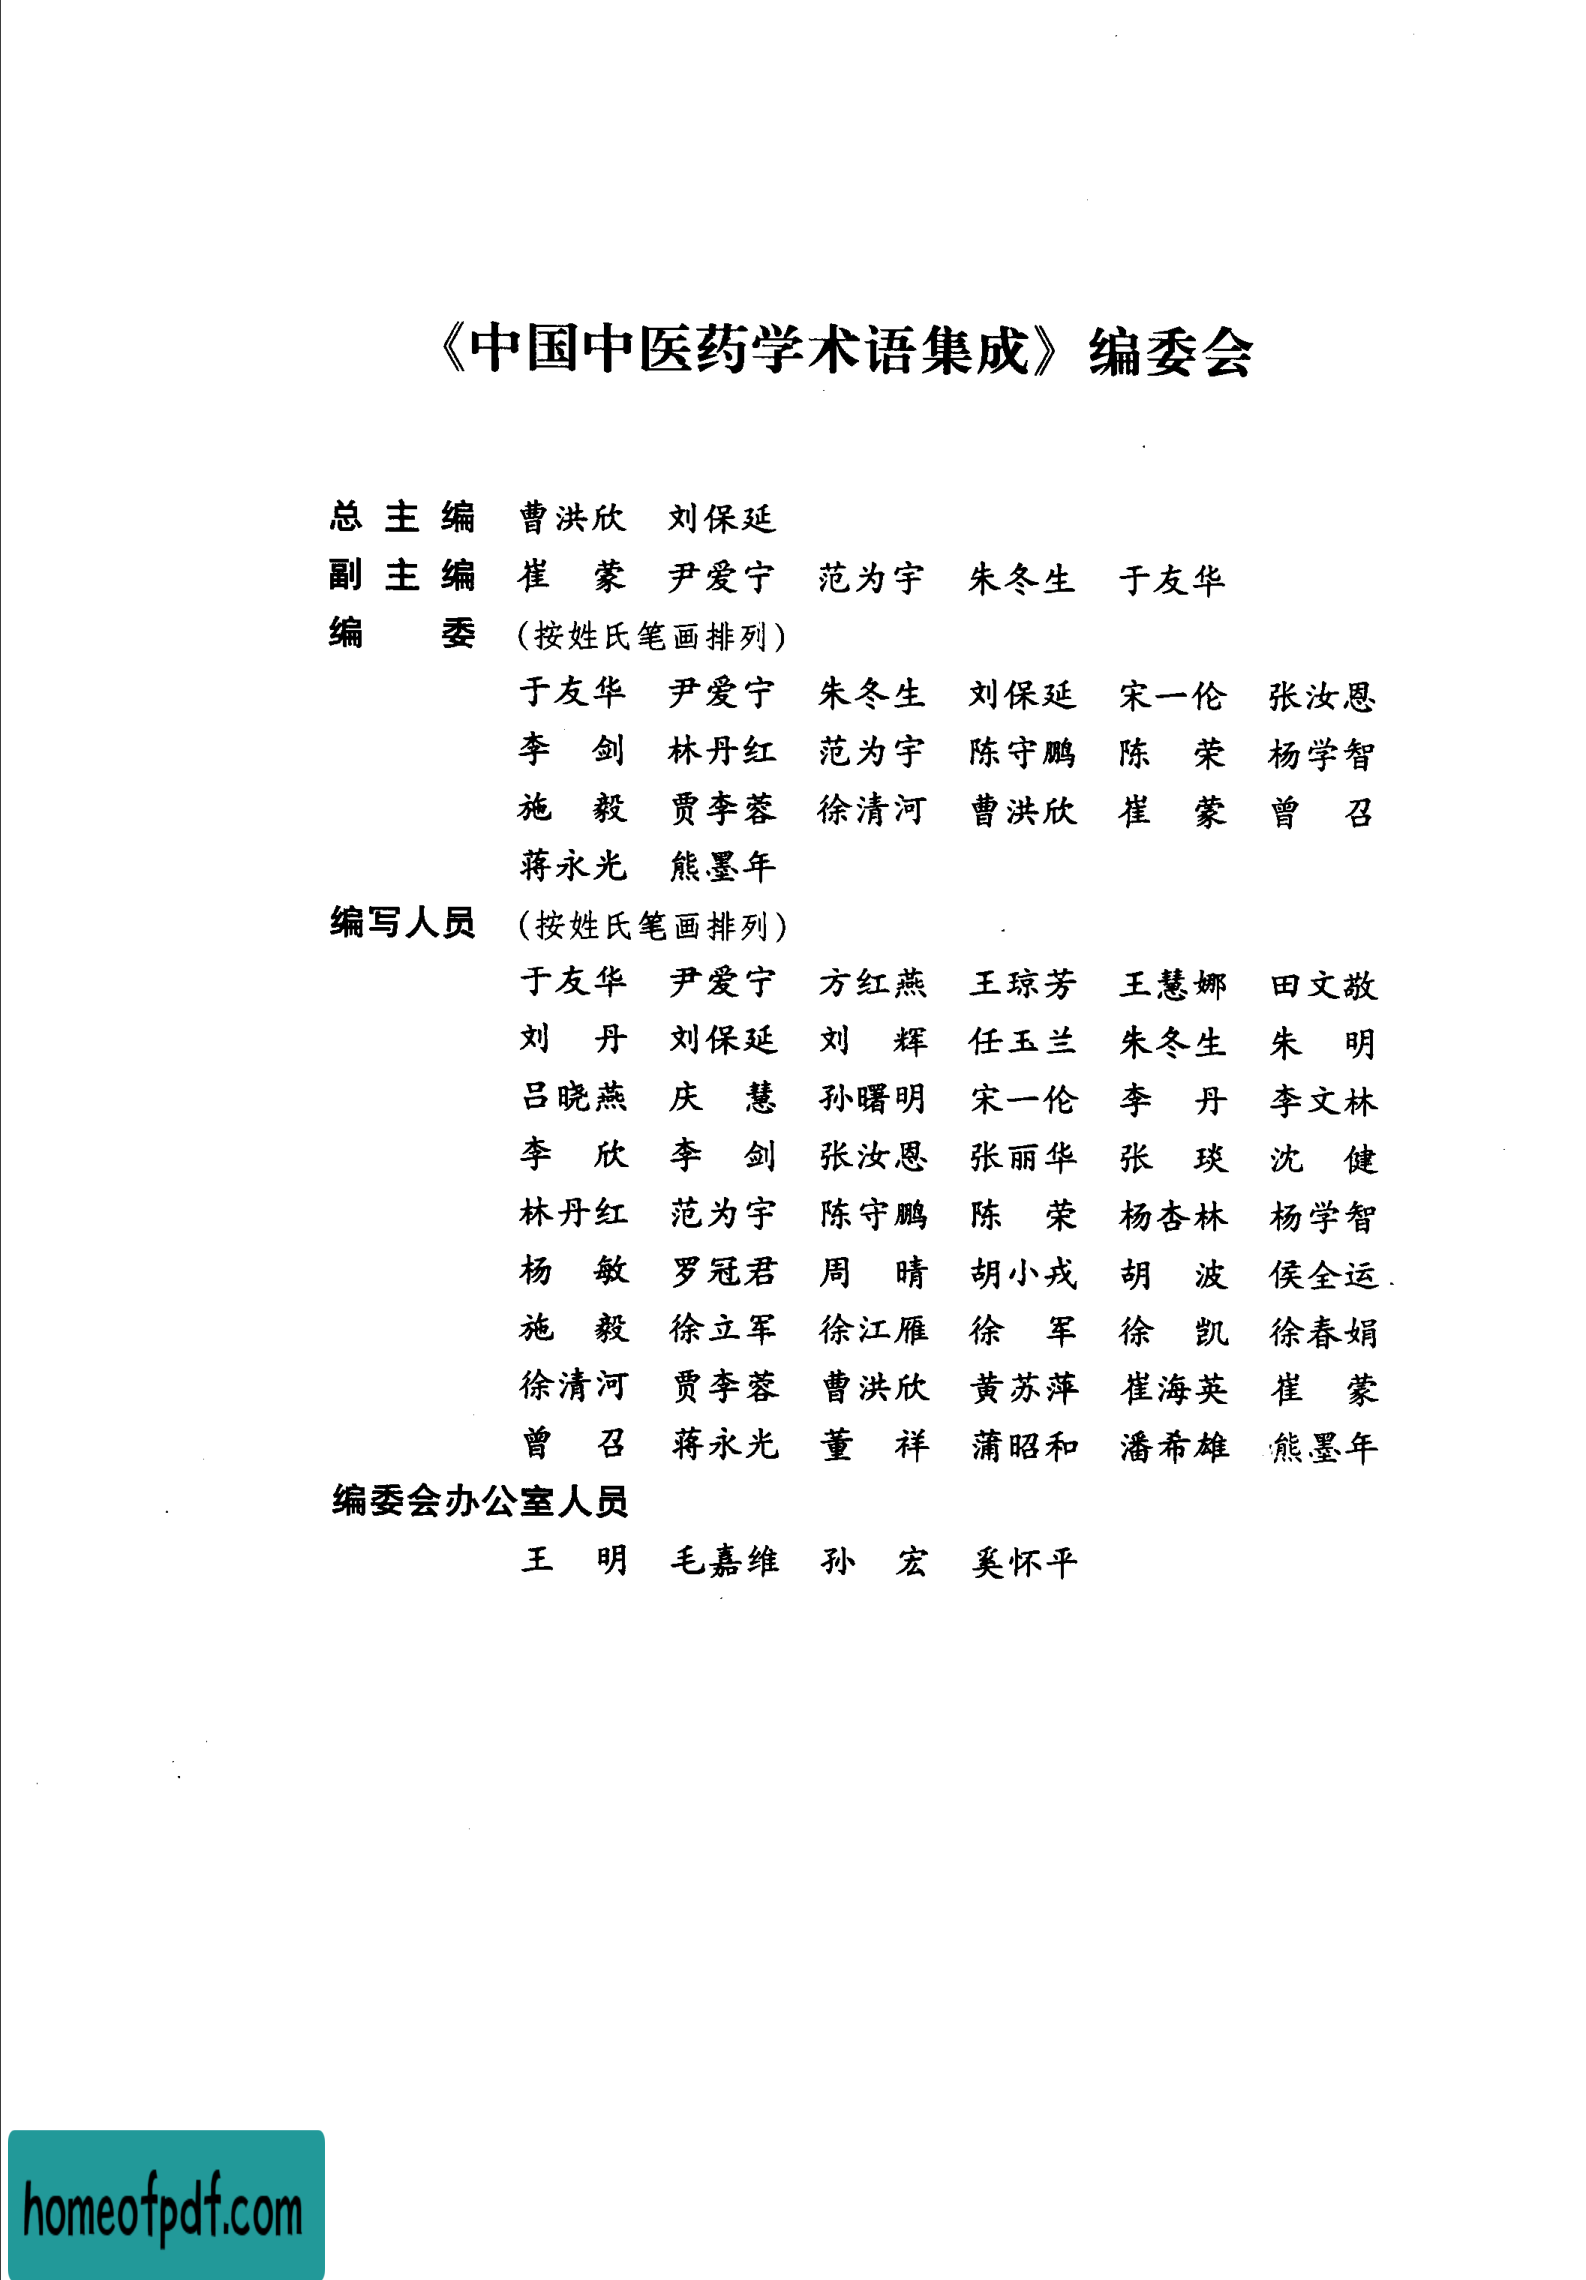 《中国中医药学术语集成》编委会
总 主 编 曹洪欣 刘保延
副 主 编 崔 蒙 尹爱宁 范为宇 朱冬生 于友华
编 委 (按姓氏笔画排列)
于友华 尹爱宁 朱冬生 刘保延 宋一伦 张汝恩
李 剑 林丹红 范为宇 陈守鹏 陈 荣 杨学智
施 毅 贾李蓉 徐清河 曹洪欣 崔 蒙 曾 召
蒋永光 熊墨年
编写人员 (按姓氏笔画排列)
于友华 尹爱宁 方红燕 王琼芳 王慧娜 田文敬
刘 丹 刘保延 刘 辉 任玉兰 朱冬生 朱 明
吕晓燕 庆 慧 孙曙明 宋一伦 李 丹 李文林
李 欣 李 剑 张汝恩 张丽华 张 琰 沈 健
林丹红 范为宇 陈守鹏 陈 荣 杨杏林 杨学智
杨 敏 罗冠君 周 晴 胡小戎 胡 波 侯全运
施 毅 徐立军 徐江雁 徐 军 徐 凯 徐春娟
徐清河 贾李蓉 曹洪欣 黄苏萍 崔海英 崔 蒙
曾 召 蒋永光 董 祥 蒲昭和 潘希雄 熊墨年
编委会办公室人员
王 明 毛嘉维 孙 宏 奚怀平
homeofpdf.com